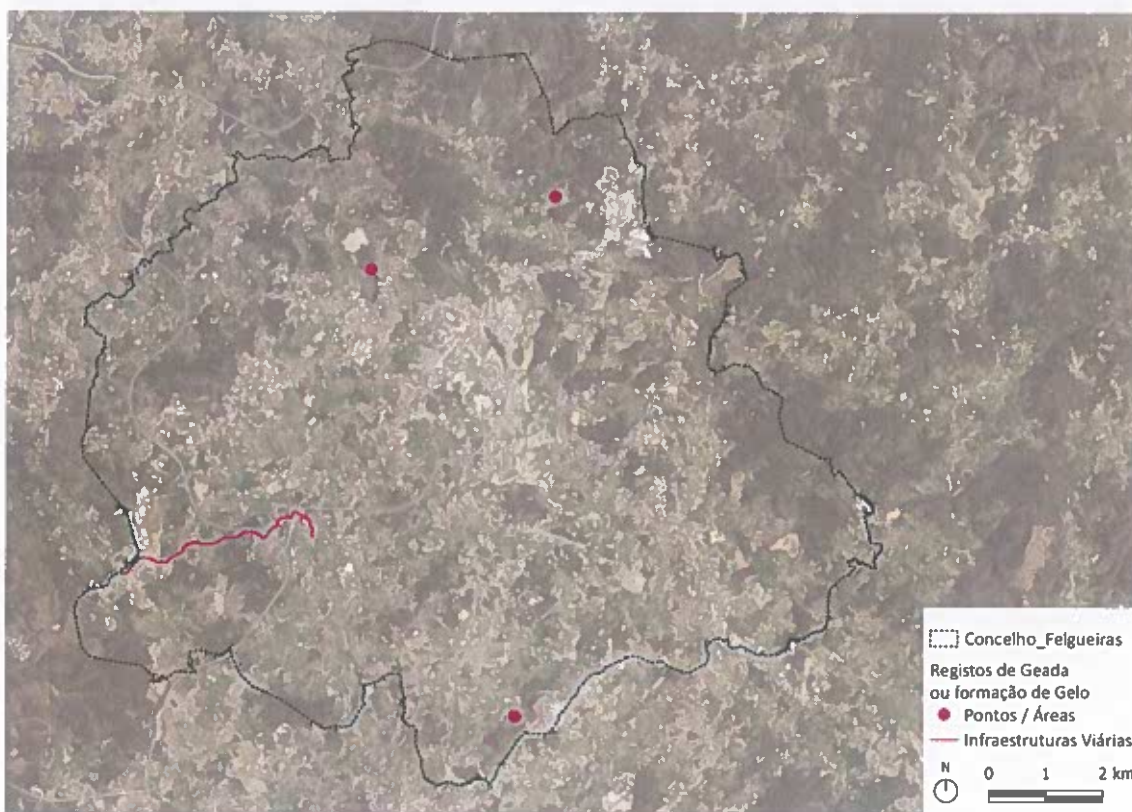 Concelho_Felgueiras
Registos de Geada
ou formação de Gelo
Pontos / Áreas
Infraestruturas Viárias
N
0 1 2 km